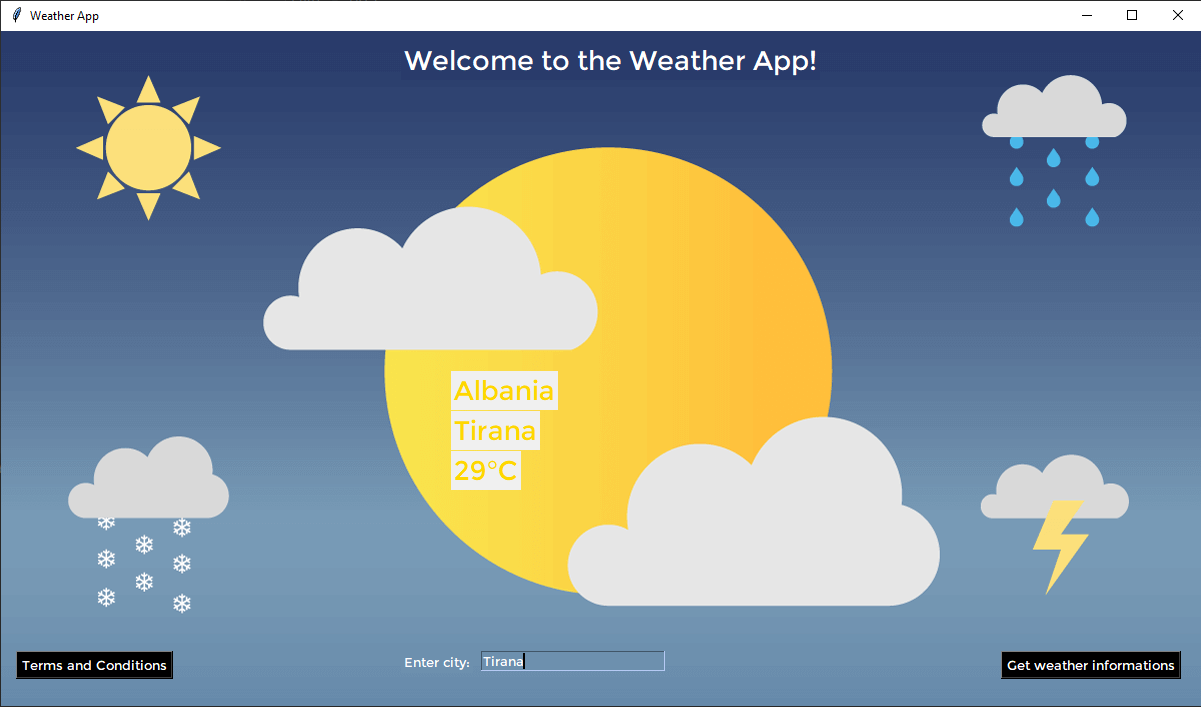 Weather App
Welcome to the Weather App!
Albania
Tirana
29°C
Terms and Conditions
Enter city: Tirana
Get weather informations